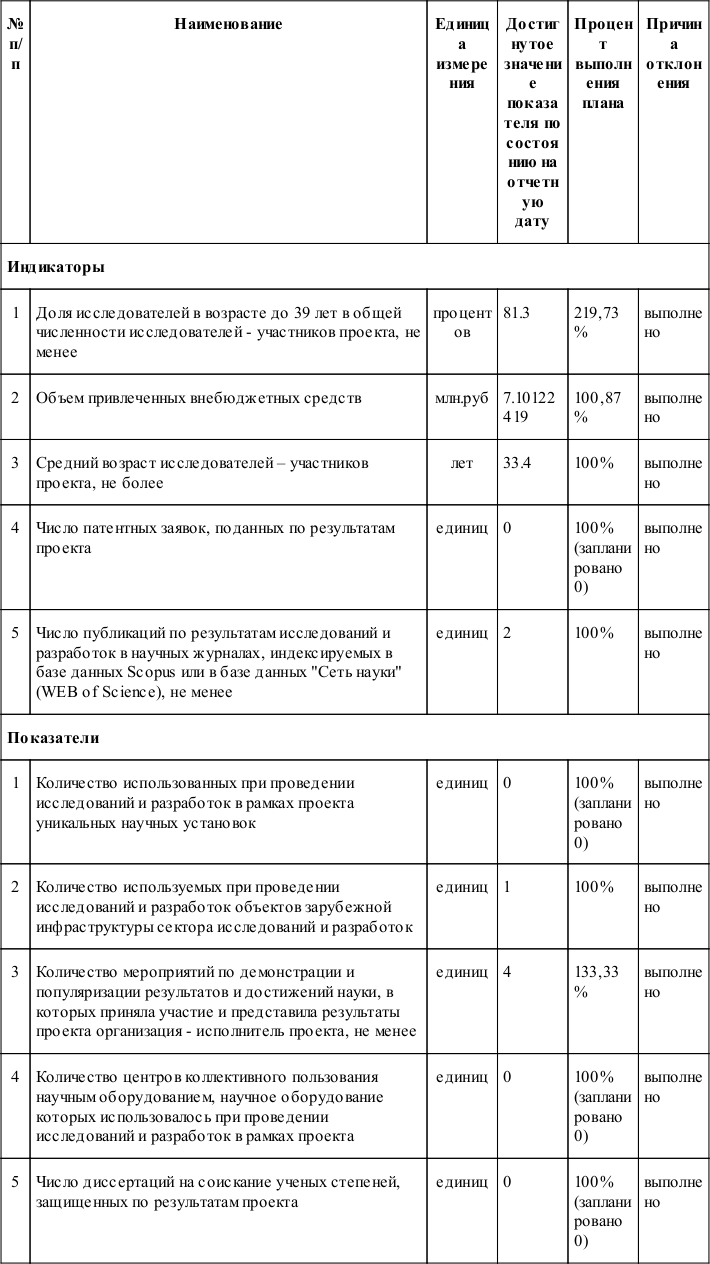 № п/п Наименование Единица измерения Достигнутое значение показателя по состоянию на отчетную дату Процент выполнения плана Причина отклонения
Индикаторы
1 Доля исследователей в возрасте до 39 лет в общей численности исследователей - участников проекта, не менее процентов 81.3 219,73 % выполнено
2 Объем привлеченных внебюджетных средств млн.руб 7.10122419 100,87 % выполнено
3 Средний возраст исследователей – участников проекта, не более лет 33.4 100% выполнено
4 Число патентных заявок, поданных по результатам проекта единиц 0 100% (запланировано 0) выполнено
5 Число публикаций по результатам исследований и разработок в научных журналах, индексируемых в базе данных Scopus или в базе данных "Сеть науки" (WEB of Science), не менее единиц 2 100% выполнено
Показатели
1 Количество использованных при проведении исследований и разработок в рамках проекта уникальных научных установок единиц 0 100% (запланировано 0) выполнено
2 Количество используемых при проведении исследований и разработок объектов зарубежной инфраструктуры сектора исследований и разработок единиц 1 100% выполнено
3 Количество мероприятий по демонстрации и популяризации результатов и достижений науки, в которых приняла участие и представила результаты проекта организация - исполнитель проекта, не менее единиц 4 133,33 % выполнено
4 Количество центров коллективного пользования научным оборудованием, научное оборудование которых использовалось при проведении исследований и разработок в рамках проекта единиц 0 100% (запланировано 0) выполнено
5 Число диссертаций на соискание ученых степеней, защищенных по результатам проекта единиц 0 100% (запланировано 0) выполнено